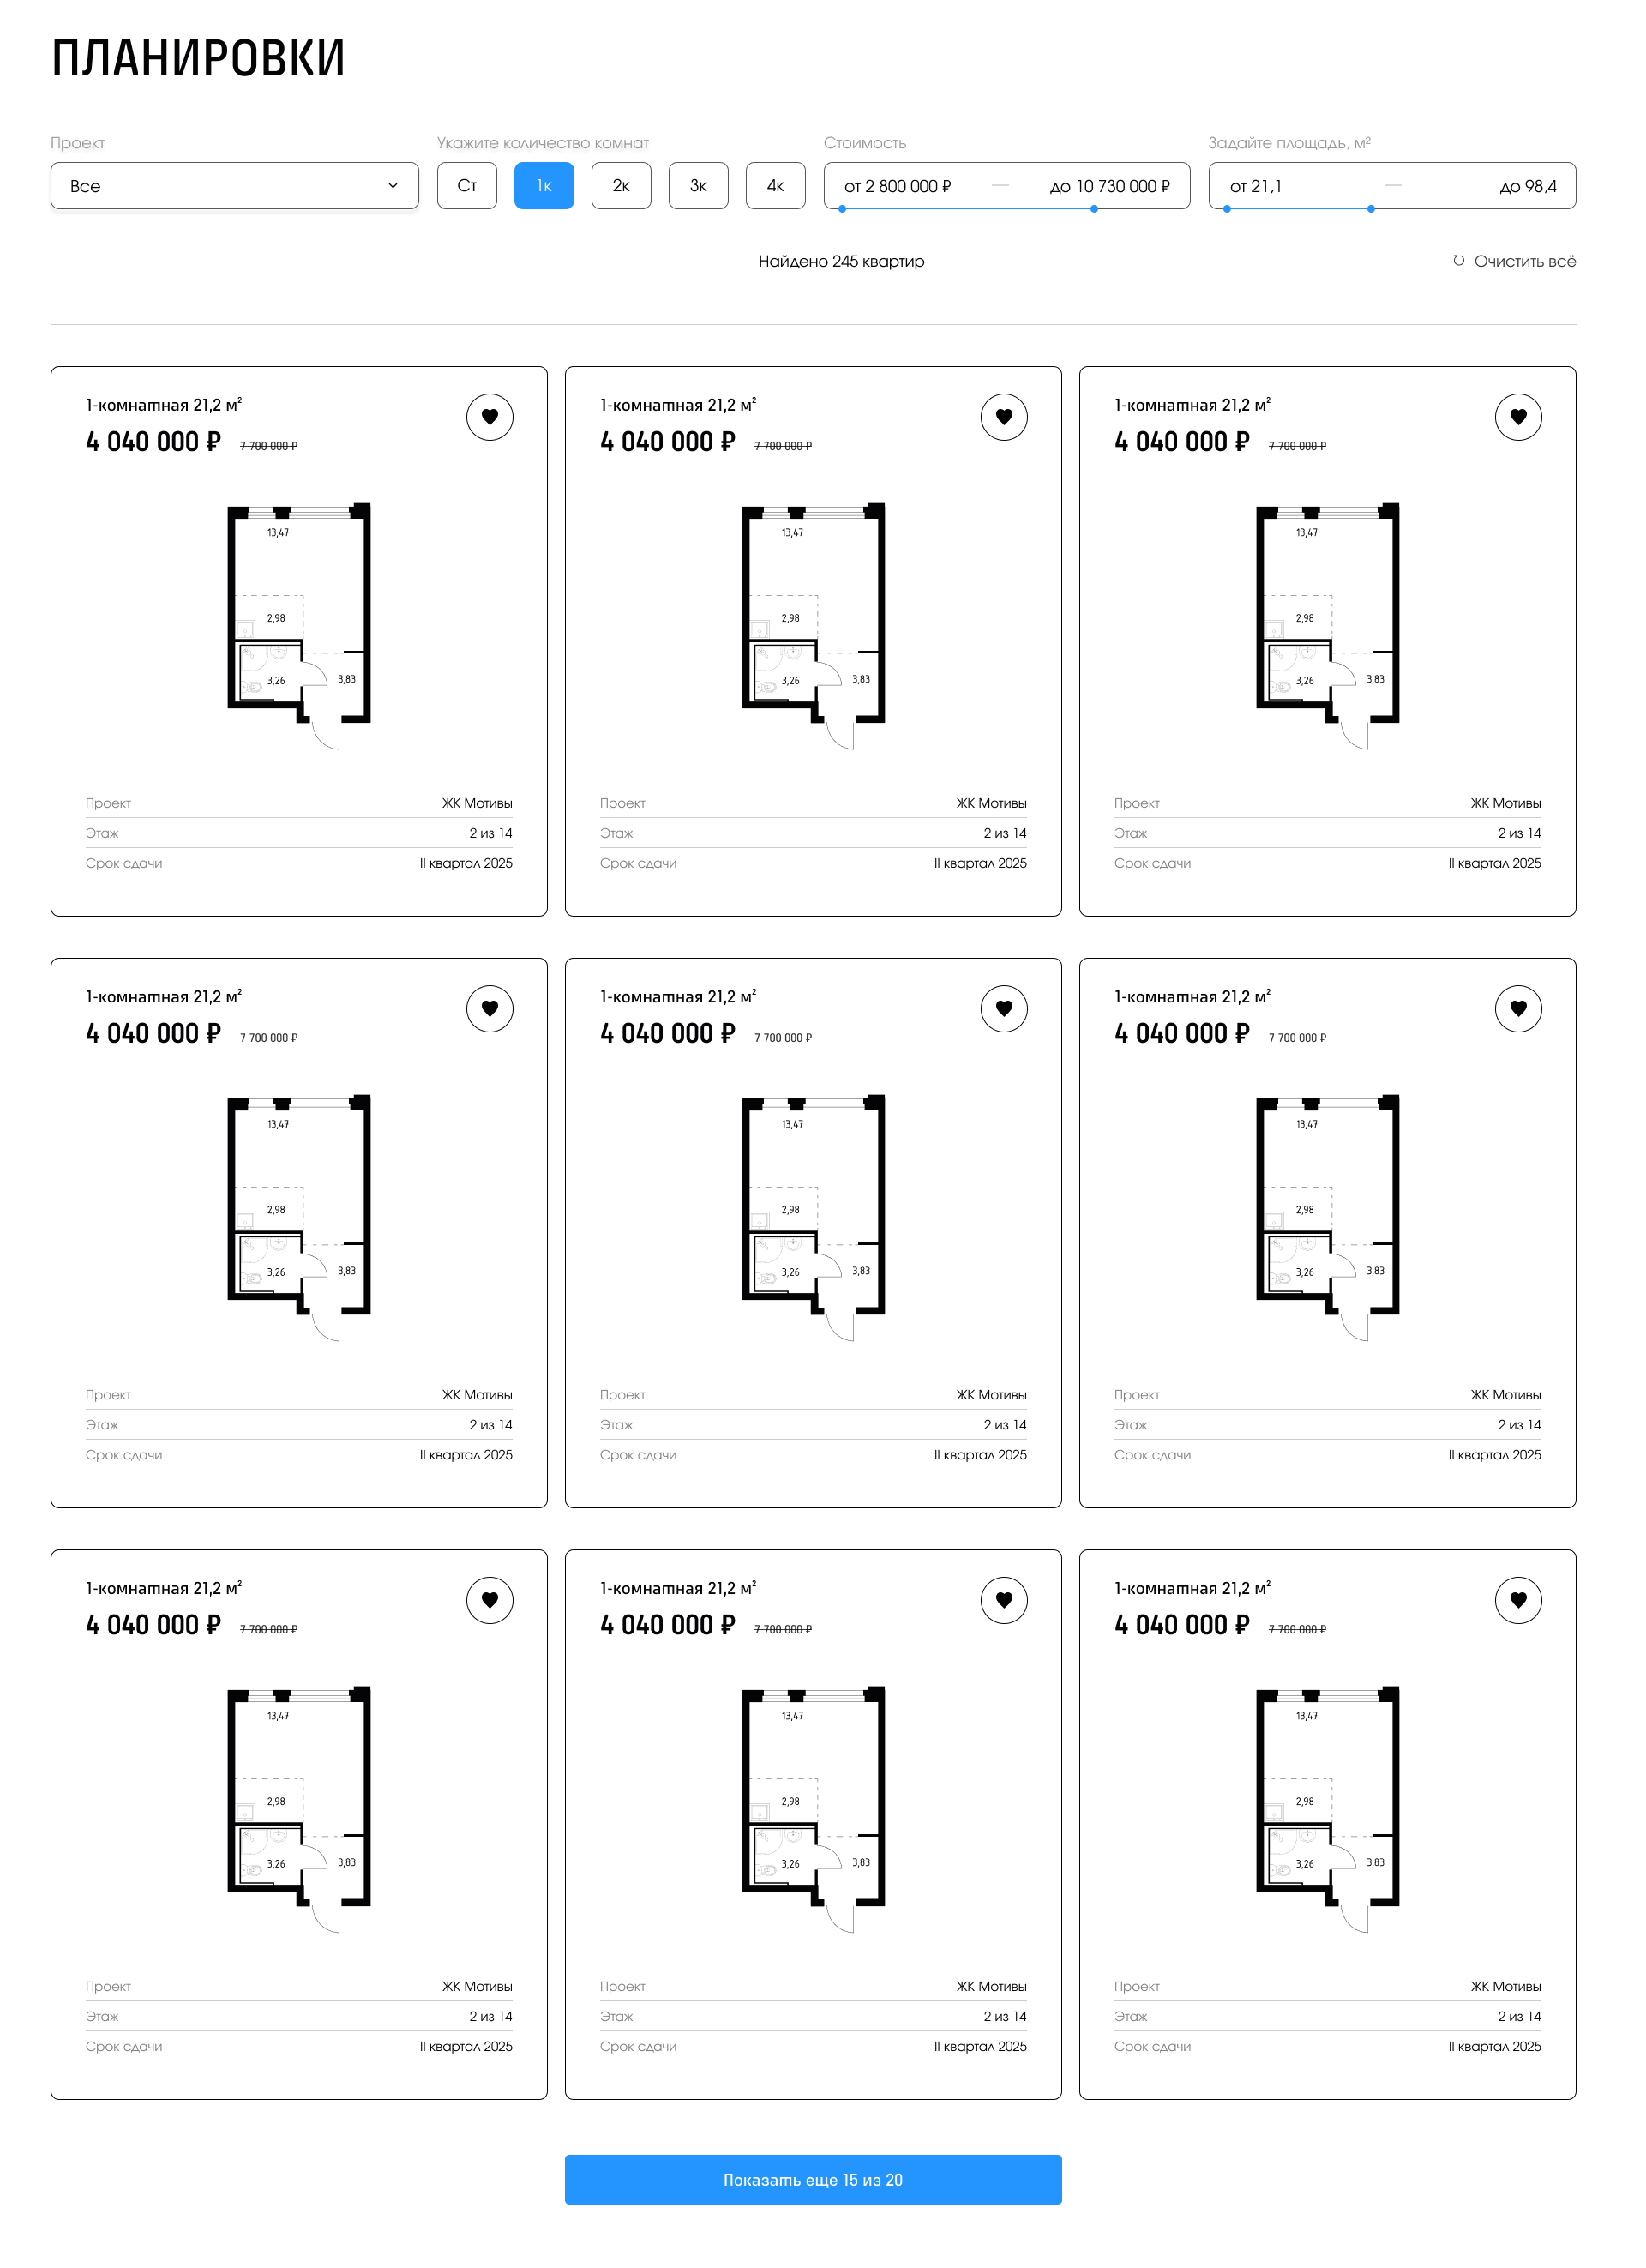 ПЛАНИРОВКИ
Проект
Укажите количество комнат
Стоимость
Задайте площадь, м²
Все
Ст
1к
2к
3к
4к
от 2 800 000 ₽ — до 10 730 000 ₽
от 21,1 — до 98,4
Найдено 245 квартир
Очистить всё
1-комнатная 21,2 м²
4 040 000 ₽ 7 700 000 ₽
13,47
2,98
3,26
3,83
Проект ЖК Мотивы
Этаж 2 из 14
Срок сдачи II квартал 2025
1-комнатная 21,2 м²
4 040 000 ₽ 7 700 000 ₽
13,47
2,98
3,26
3,83
Проект ЖК Мотивы
Этаж 2 из 14
Срок сдачи II квартал 2025
1-комнатная 21,2 м²
4 040 000 ₽ 7 700 000 ₽
13,47
2,98
3,26
3,83
Проект ЖК Мотивы
Этаж 2 из 14
Срок сдачи II квартал 2025
1-комнатная 21,2 м²
4 040 000 ₽ 7 700 000 ₽
13,47
2,98
3,26
3,83
Проект ЖК Мотивы
Этаж 2 из 14
Срок сдачи II квартал 2025
1-комнатная 21,2 м²
4 040 000 ₽ 7 700 000 ₽
13,47
2,98
3,26
3,83
Проект ЖК Мотивы
Этаж 2 из 14
Срок сдачи II квартал 2025
1-комнатная 21,2 м²
4 040 000 ₽ 7 700 000 ₽
13,47
2,98
3,26
3,83
Проект ЖК Мотивы
Этаж 2 из 14
Срок сдачи II квартал 2025
1-комнатная 21,2 м²
4 040 000 ₽ 7 700 000 ₽
13,47
2,98
3,26
3,83
Проект ЖК Мотивы
Этаж 2 из 14
Срок сдачи II квартал 2025
1-комнатная 21,2 м²
4 040 000 ₽ 7 700 000 ₽
13,47
2,98
3,26
3,83
Проект ЖК Мотивы
Этаж 2 из 14
Срок сдачи II квартал 2025
1-комнатная 21,2 м²
4 040 000 ₽ 7 700 000 ₽
13,47
2,98
3,26
3,83
Проект ЖК Мотивы
Этаж 2 из 14
Срок сдачи II квартал 2025
Показать еще 15 из 20